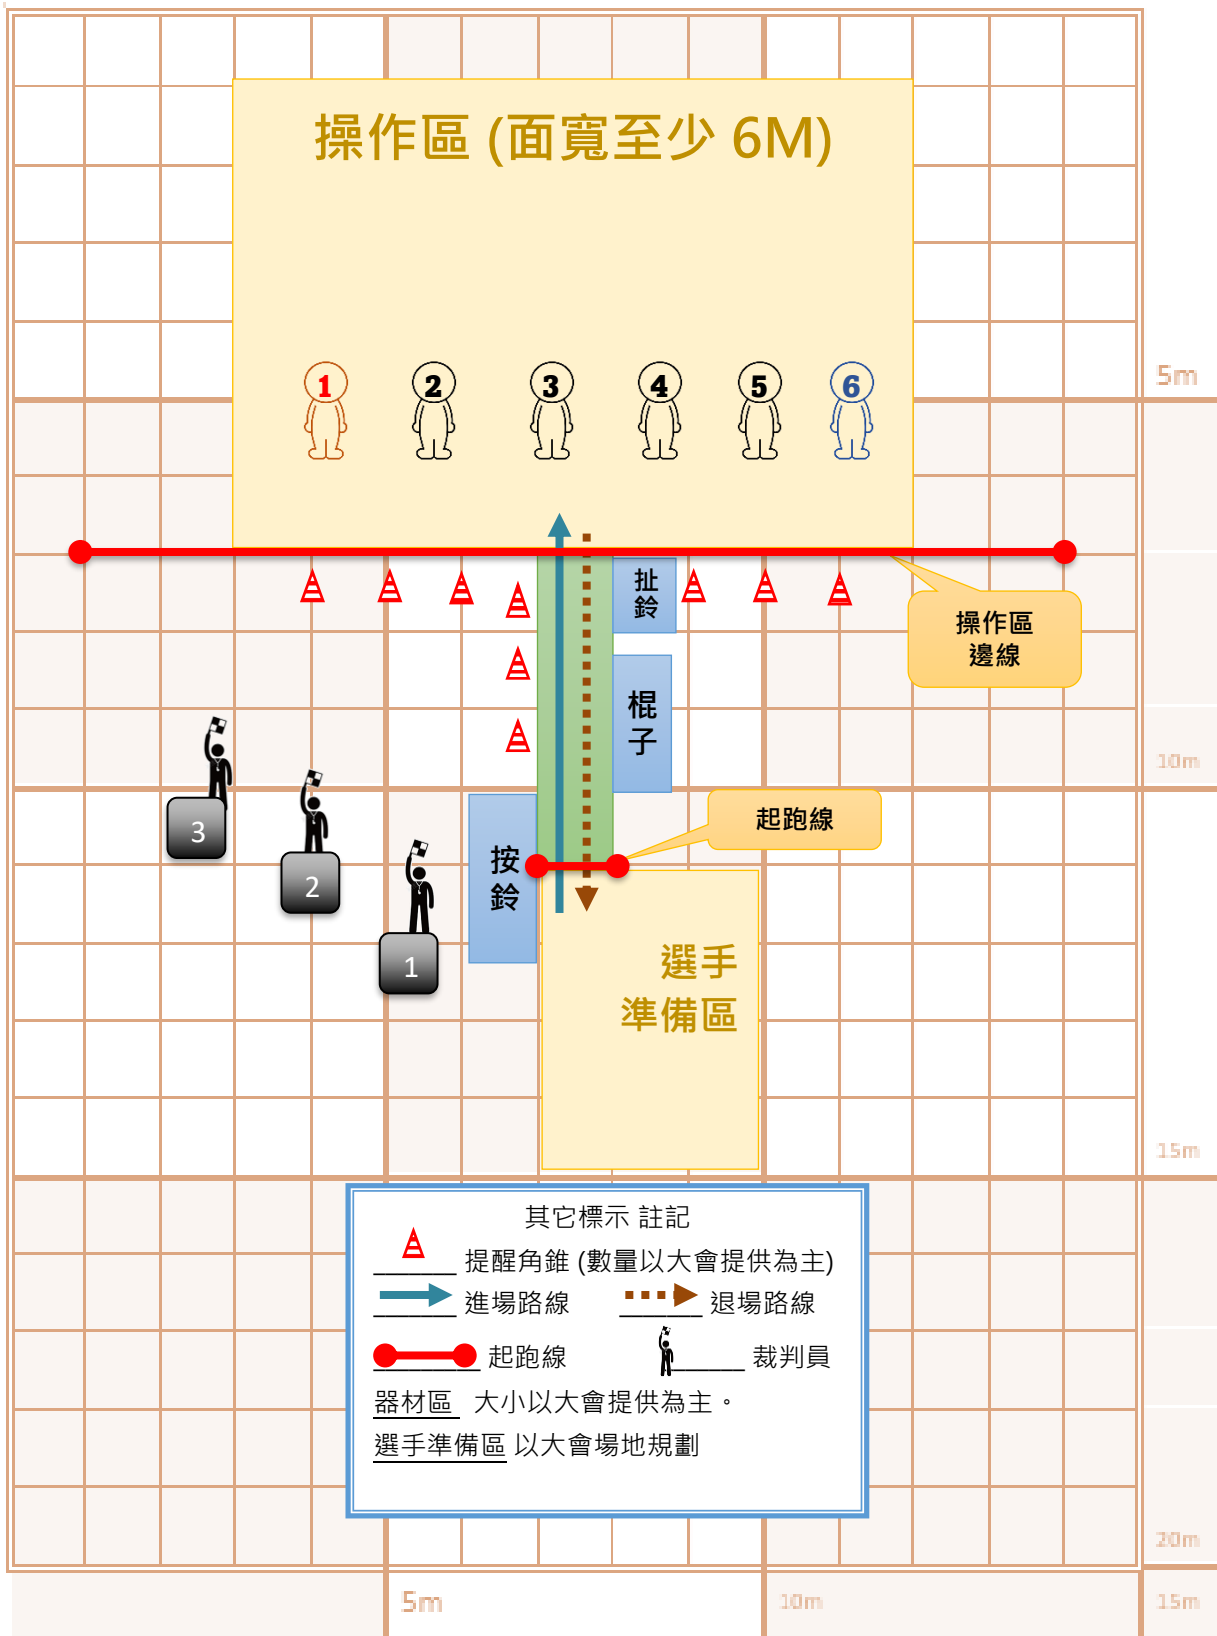 操作區 (面寬至少 6M)
1 2 3 4 5 6
5m
扯
鈴
操作區
邊線
棍
子
10m
起跑線
3
2
1
按
鈴
選手
準備區
15m
其它標示 註記
提醒角錐 (數量以大會提供為主)
進場路線 退場路線
起跑線 裁判員
器材區 大小以大會提供為主。
選手準備區 以大會場地規劃
20m
5m 10m 15m